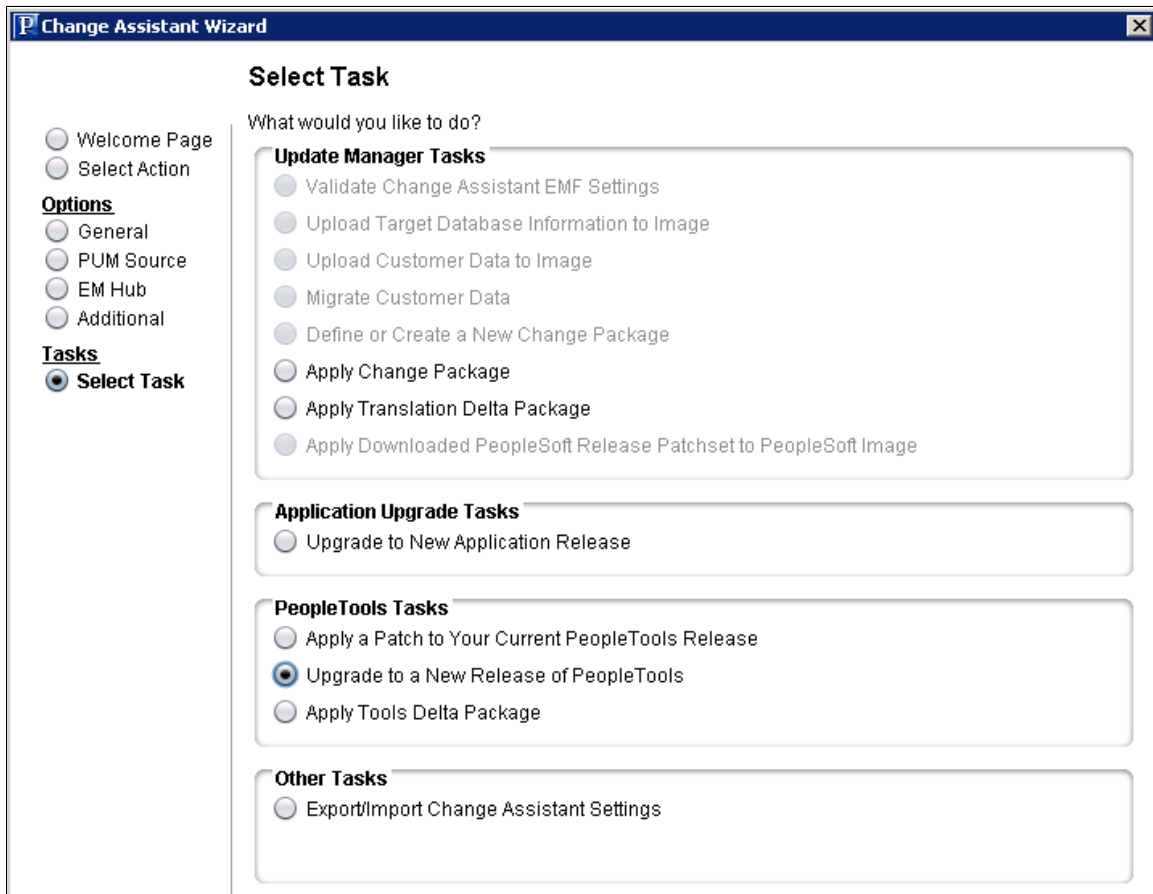 Change Assistant Wizard
Select Task
What would you like to do?
Welcome Page
Select Action
Options
General
PUM Source
EM Hub
Additional
Tasks
Select Task
Update Manager Tasks
Validate Change Assistant EMF Settings
Upload Target Database Information to Image
Upload Customer Data to Image
Migrate Customer Data
Define or Create a New Change Package
Apply Change Package
Apply Translation Delta Package
Apply Downloaded PeopleSoft Release Patchset to PeopleSoft Image
Application Upgrade Tasks
Upgrade to New Application Release
PeopleTools Tasks
Apply a Patch to Your Current PeopleTools Release
Upgrade to a New Release of PeopleTools
Apply Tools Delta Package
Other Tasks
Export/Import Change Assistant Settings